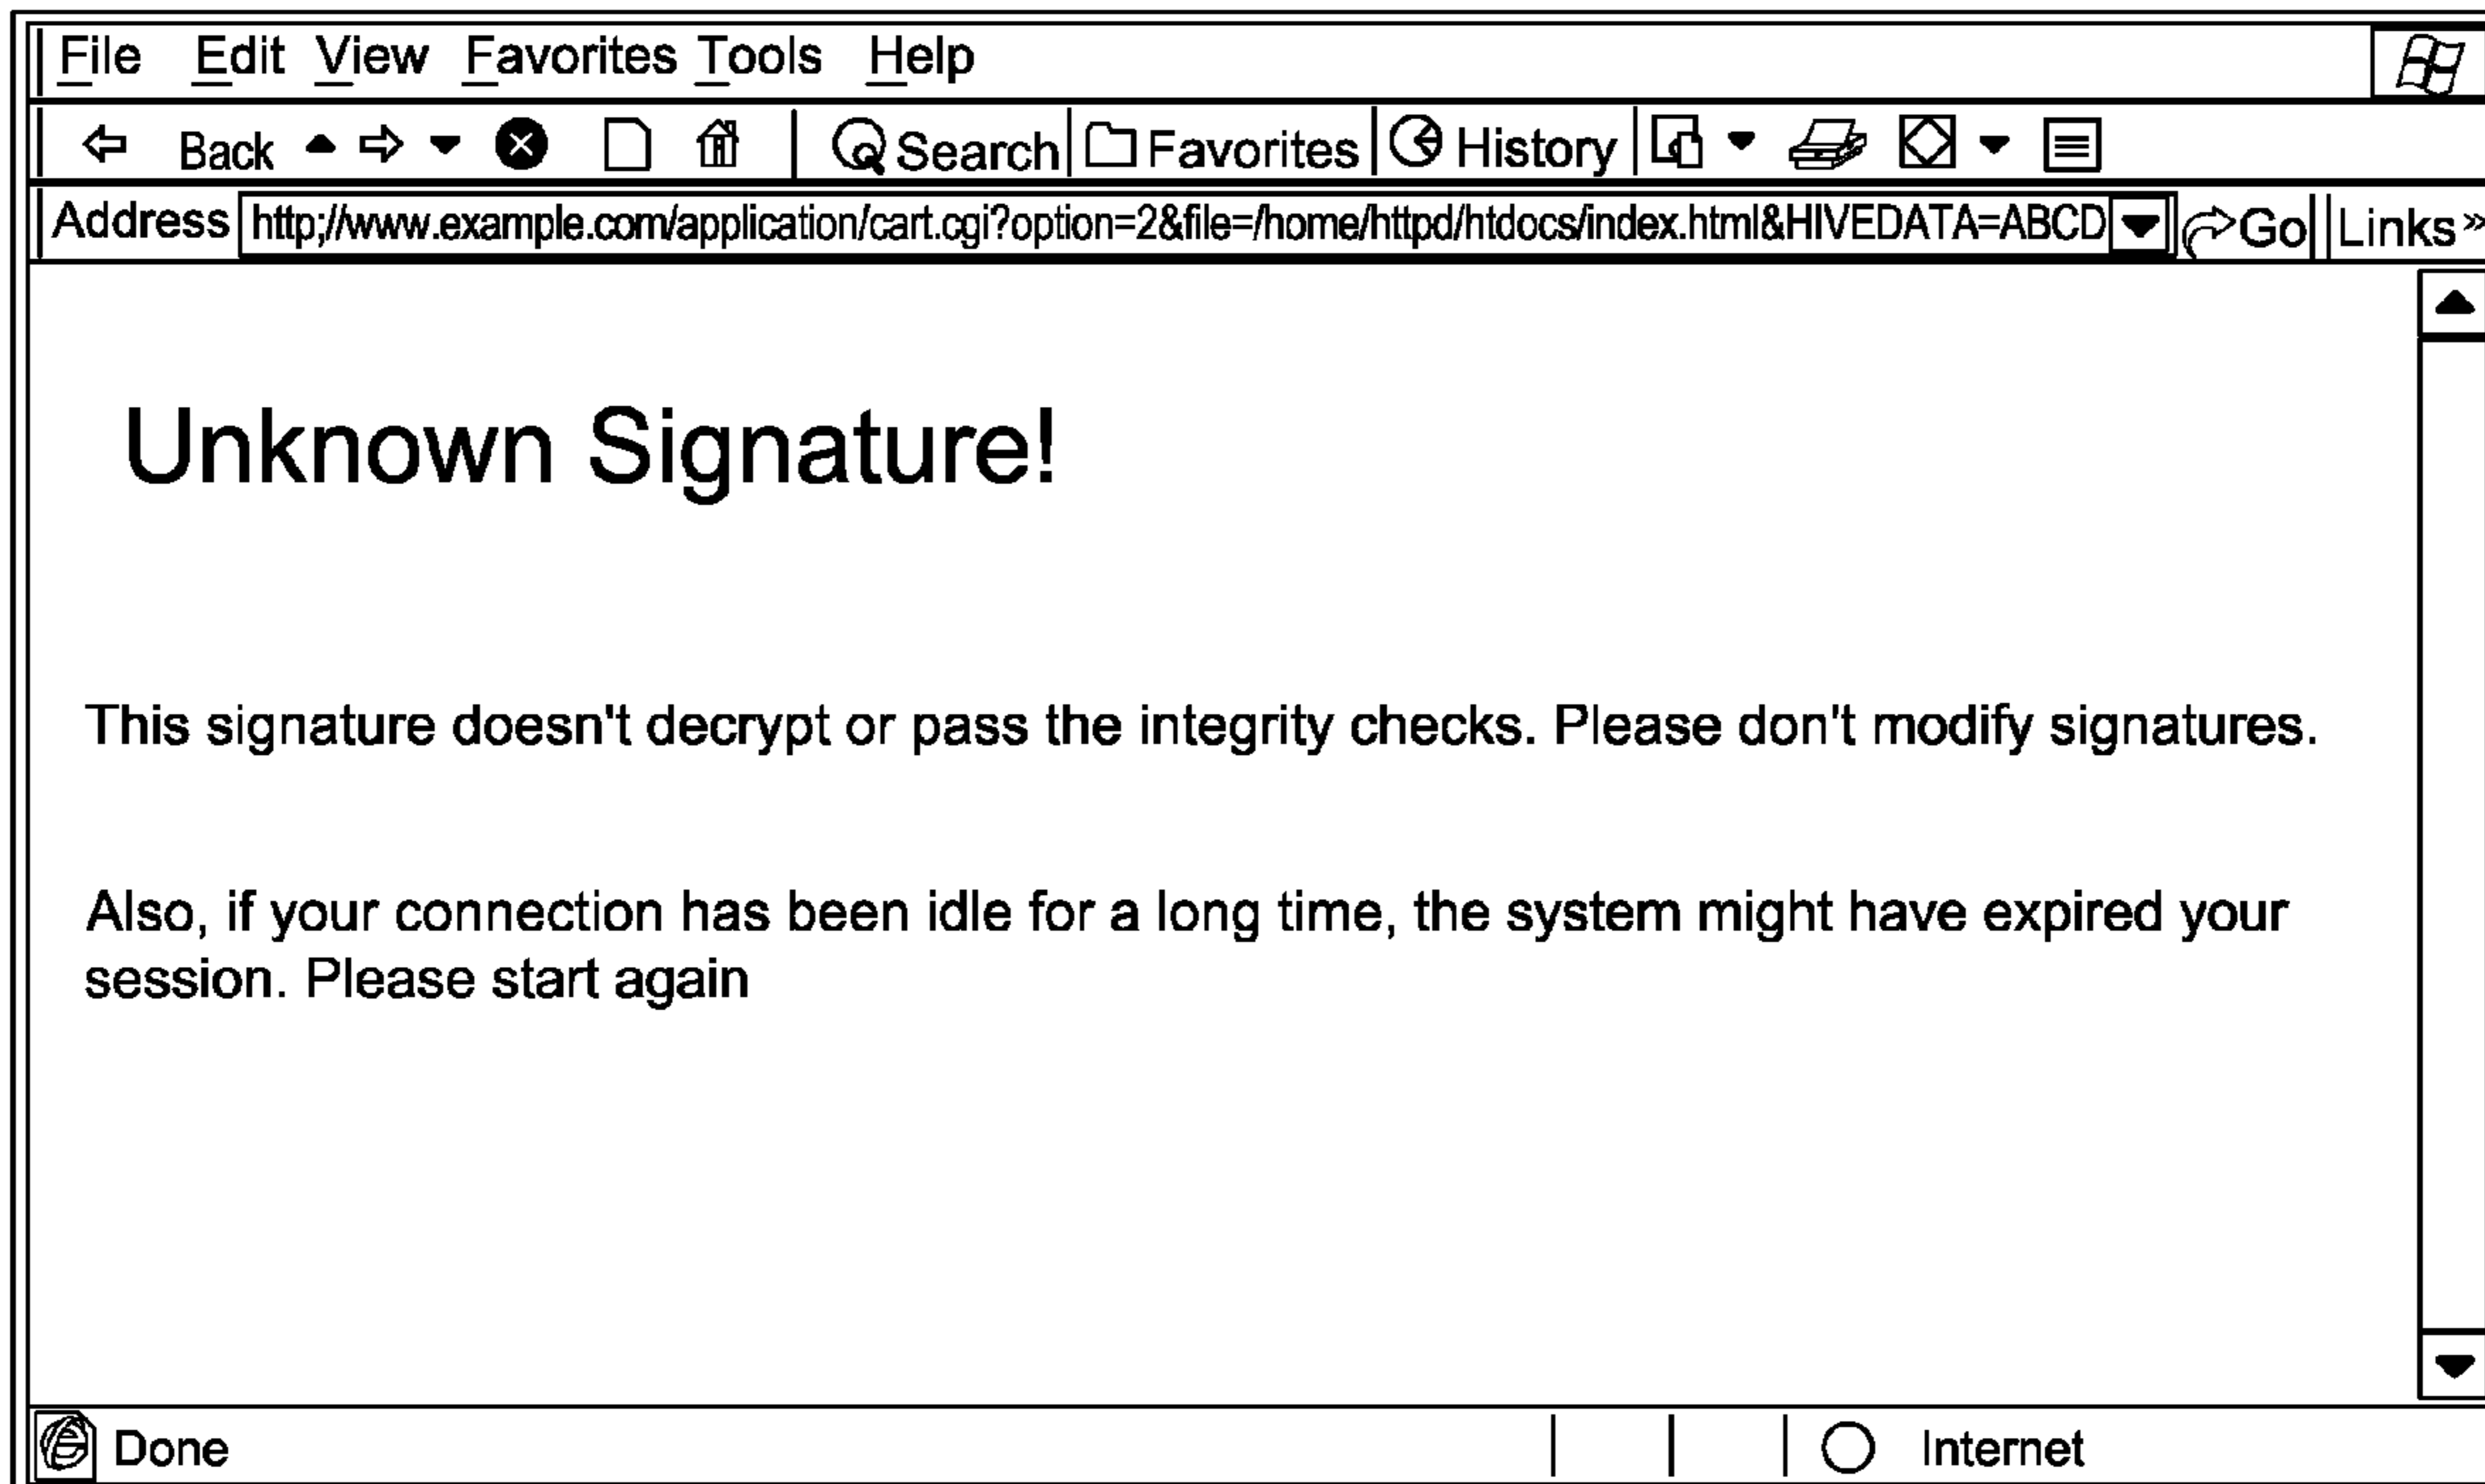 File Edit View Favorites Tools Help
Back Search Favorites History
Address http;//www.example.com/application/cart.cgi?option=2&file=/home/httpd/htdocs/index.html&HIVEDATA=ABCD Go Links»
Unknown Signature!
This signature doesn't decrypt or pass the integrity checks. Please don't modify signatures.
Also, if your connection has been idle for a long time, the system might have expired your
session. Please start again
Done Internet